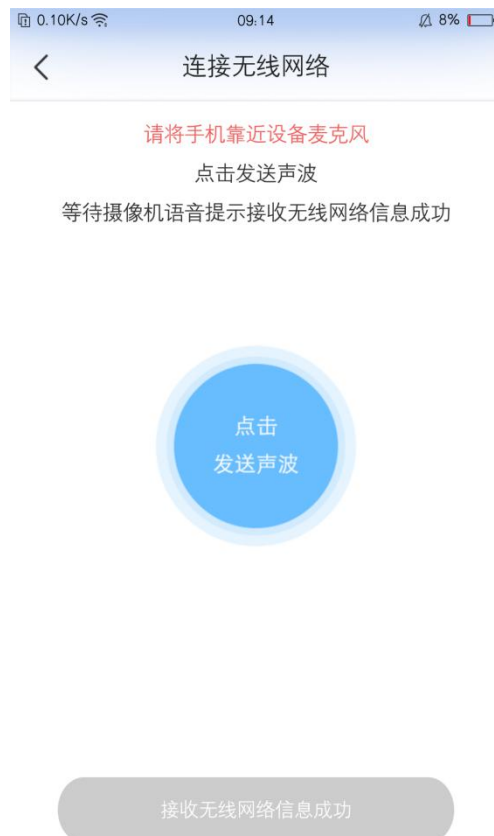 0.10K/s 09:14 8%
连接无线网络
请将手机靠近设备麦克风
点击发送声波
等待摄像机语音提示接收无线网络信息成功
点击
发送声波
接收无线网络信息成功